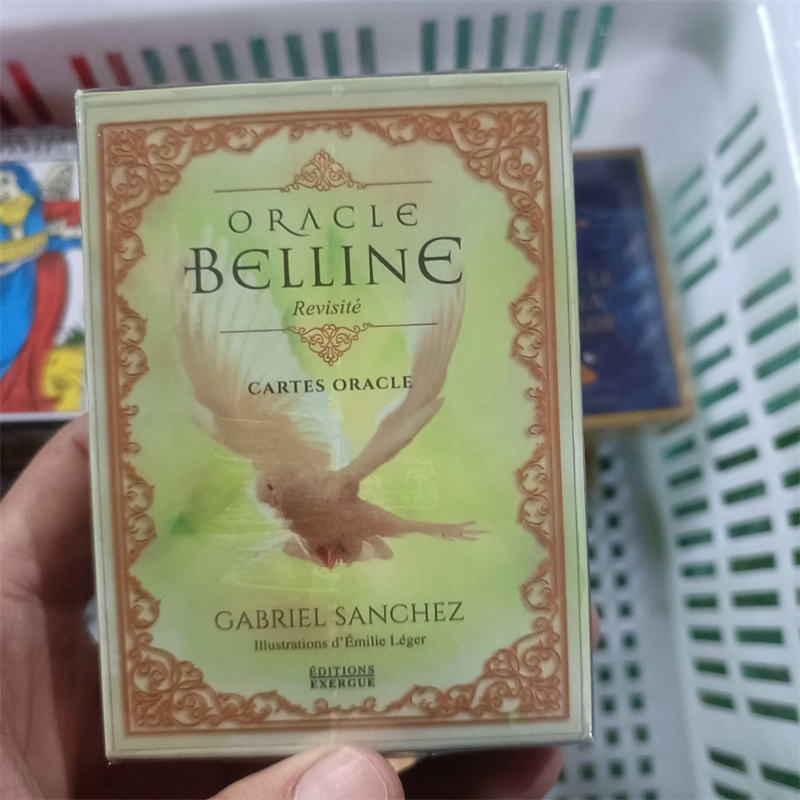 ORACLE
BELLINE
Revisité
CARTES ORACLE
GABRIEL SANCHEZ
Illustrations d'Émilie Léger
ÉDITIONS
EXERGUE